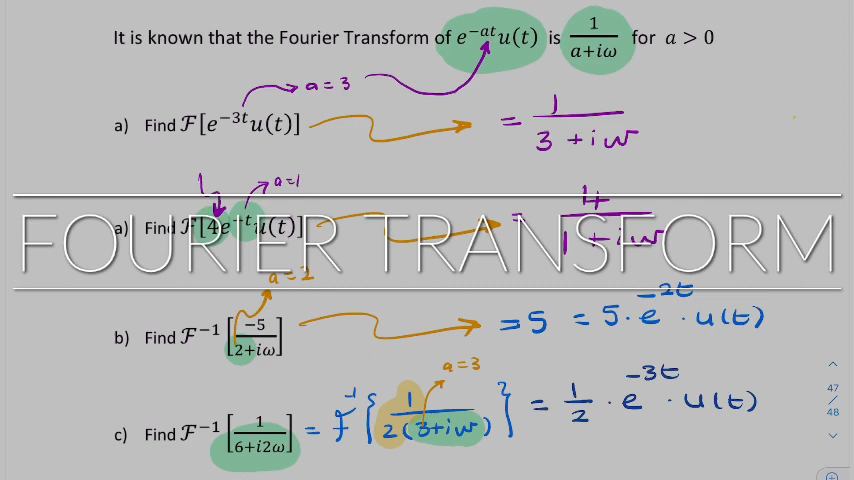 It is known that the Fourier Transform of e^{-at}u(t) is 1/(a+iω) for a > 0
a = 3
a) Find ℱ[e^{-3t}u(t)] = 1/(3+iω)
a=1
a) Find ℱ[4e^{-t}u(t)] = 4/(1+iω)
FOURIER TRANSFORM
a = 2
b) Find ℱ^{-1}[-5/(2+iω)] = 5 = 5 · e^{-2t} · u(t)
a=3
c) Find ℱ^{-1}[1/(6+i2ω)] = ℱ^{-1}{1/(2(3+iω))} = 1/2 · e^{-3t} · u(t)
47
/
48